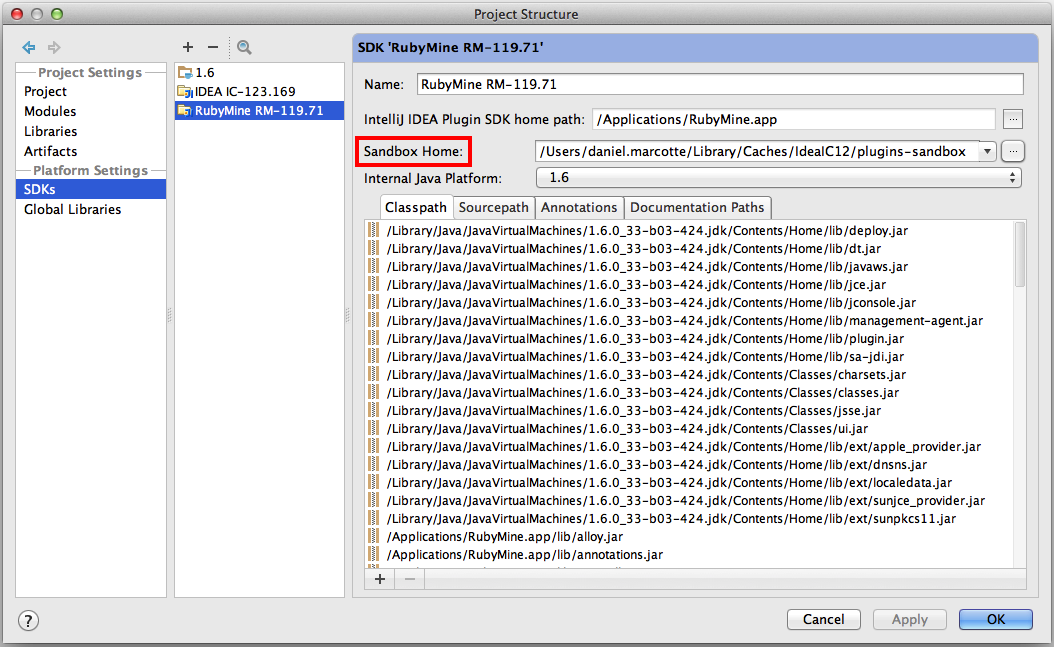 Project Structure
Project Settings
Project
Modules
Libraries
Artifacts
Platform Settings
SDKs
Global Libraries
1.6
IDEA IC-123.169
RubyMine RM-119.71
SDK 'RubyMine RM-119.71'
Name: RubyMine RM-119.71
IntelliJ IDEA Plugin SDK home path: /Applications/RubyMine.app ...
Sandbox Home: /Users/daniel.marcotte/Library/Caches/IdeaIC12/plugins-sandbox ...
Internal Java Platform: 1.6
Classpath Sourcepath Annotations Documentation Paths
/Library/Java/JavaVirtualMachines/1.6.0_33-b03-424.jdk/Contents/Home/lib/deploy.jar
/Library/Java/JavaVirtualMachines/1.6.0_33-b03-424.jdk/Contents/Home/lib/dt.jar
/Library/Java/JavaVirtualMachines/1.6.0_33-b03-424.jdk/Contents/Home/lib/javaws.jar
/Library/Java/JavaVirtualMachines/1.6.0_33-b03-424.jdk/Contents/Home/lib/jce.jar
/Library/Java/JavaVirtualMachines/1.6.0_33-b03-424.jdk/Contents/Home/lib/jconsole.jar
/Library/Java/JavaVirtualMachines/1.6.0_33-b03-424.jdk/Contents/Home/lib/management-agent.jar
/Library/Java/JavaVirtualMachines/1.6.0_33-b03-424.jdk/Contents/Home/lib/plugin.jar
/Library/Java/JavaVirtualMachines/1.6.0_33-b03-424.jdk/Contents/Home/lib/sa-jdi.jar
/Library/Java/JavaVirtualMachines/1.6.0_33-b03-424.jdk/Contents/Classes/charsets.jar
/Library/Java/JavaVirtualMachines/1.6.0_33-b03-424.jdk/Contents/Classes/classes.jar
/Library/Java/JavaVirtualMachines/1.6.0_33-b03-424.jdk/Contents/Classes/jsse.jar
/Library/Java/JavaVirtualMachines/1.6.0_33-b03-424.jdk/Contents/Classes/ui.jar
/Library/Java/JavaVirtualMachines/1.6.0_33-b03-424.jdk/Contents/Home/lib/ext/apple_provider.jar
/Library/Java/JavaVirtualMachines/1.6.0_33-b03-424.jdk/Contents/Home/lib/ext/dnsns.jar
/Library/Java/JavaVirtualMachines/1.6.0_33-b03-424.jdk/Contents/Home/lib/ext/localedata.jar
/Library/Java/JavaVirtualMachines/1.6.0_33-b03-424.jdk/Contents/Home/lib/ext/sunjce_provider.jar
/Library/Java/JavaVirtualMachines/1.6.0_33-b03-424.jdk/Contents/Home/lib/ext/sunpkcs11.jar
/Applications/RubyMine.app/lib/alloy.jar
/Applications/RubyMine.app/lib/annotations.jar
?
Cancel Apply OK